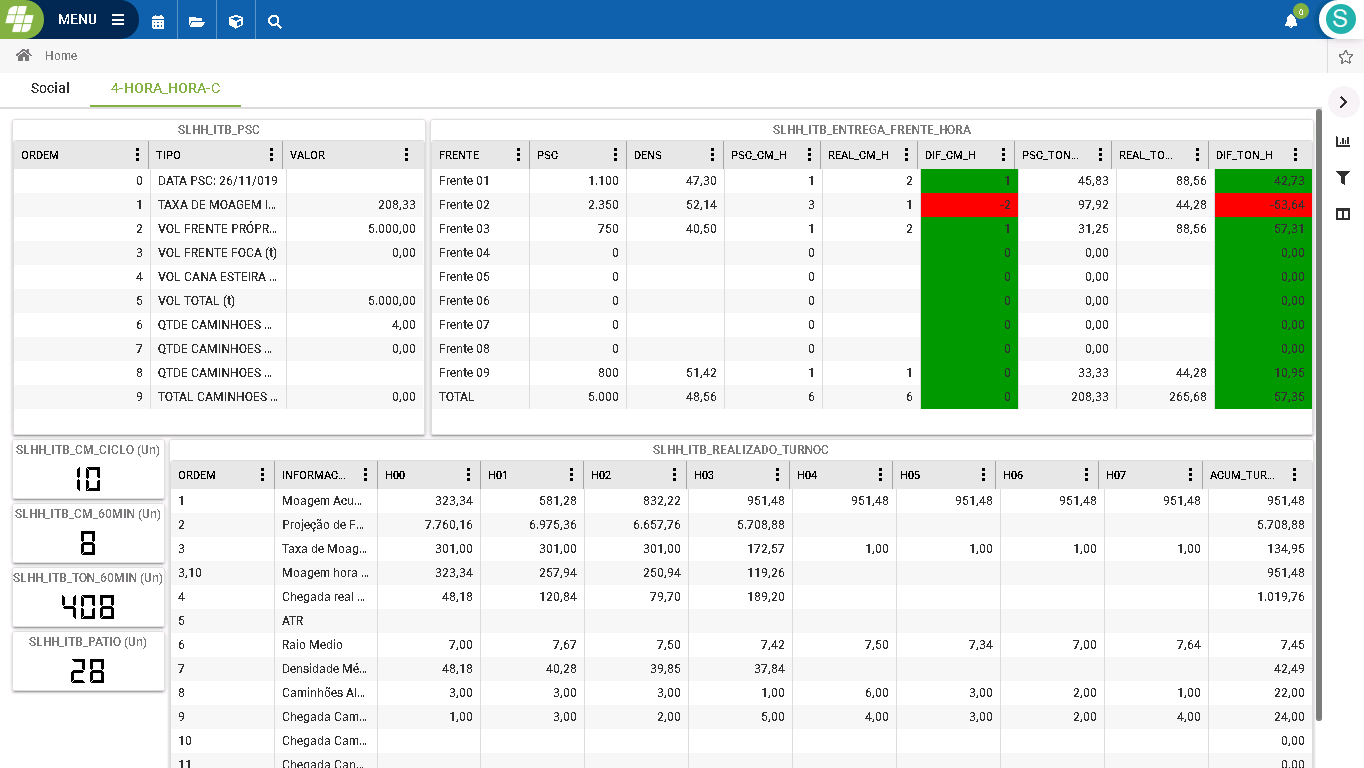 MENU
0
S
Home
Social 4-HORA_HORA-C
SLHH_ITB_PSC
ORDEM TIPO VALOR
0 DATA PSC: 26/11/019
1 TAXA DE MOAGEM I... 208,33
2 VOL FRENTE PRÓPR... 5.000,00
3 VOL FRENTE FOCA (t) 0,00
4 VOL CANA ESTEIRA ...
5 VOL TOTAL (t) 5.000,00
6 QTDE CAMINHOES ... 4,00
7 QTDE CAMINHOES ... 0,00
8 QTDE CAMINHOES ...
9 TOTAL CAMINHOES ... 0,00
SLHH_ITB_ENTREGA_FRENTE_HORA
FRENTE PSC DENS PSC_CM_H REAL_CM_H DIF_CM_H PSC_TON... REAL_TO... DIF_TON_H
Frente 01 1.100 47,30 1 2 1 45,83 88,56 42,73
Frente 02 2.350 52,14 3 1 -2 97,92 44,28 -53,64
Frente 03 750 40,50 1 2 1 31,25 88,56 57,31
Frente 04 0 0 0 0,00 0,00
Frente 05 0 0 0 0,00 0,00
Frente 06 0 0 0 0,00 0,00
Frente 07 0 0 0 0,00 0,00
Frente 08 0 0 0 0,00 0,00
Frente 09 800 51,42 1 1 0 33,33 44,28 10,95
TOTAL 5.000 48,56 6 6 0 208,33 265,68 57,35
SLHH_ITB_CM_CICLO (Un)
10
SLHH_ITB_CM_60MIN (Un)
8
SLHH_ITB_TON_60MIN (Un)
408
SLHH_ITB_PATIO (Un)
28
SLHH_ITB_REALIZADO_TURNOC
ORDEM INFORMAC... H00 H01 H02 H03 H04 H05 H06 H07 ACUM_TUR...
1 Moagem Acu... 323,34 581,28 832,22 951,48 951,48 951,48 951,48 951,48 951,48
2 Projeção de F... 7.760,16 6.975,36 6.657,76 5.708,88 5.708,88
3 Taxa de Moag... 301,00 301,00 301,00 172,57 1,00 1,00 1,00 1,00 134,95
3,10 Moagem hora ... 323,34 257,94 250,94 119,26 951,48
4 Chegada real ... 48,18 120,84 79,70 189,20 1.019,76
5 ATR
6 Raio Medio 7,00 7,67 7,50 7,42 7,50 7,34 7,00 7,64 7,45
7 Densidade Mé... 48,18 40,28 39,85 37,84 42,49
8 Caminhões Al... 3,00 3,00 3,00 1,00 6,00 3,00 2,00 1,00 22,00
9 Chegada Cam... 1,00 3,00 2,00 5,00 4,00 3,00 2,00 4,00 24,00
10 Chegada Cam... 0,00
11 Chegada Can... 0,00